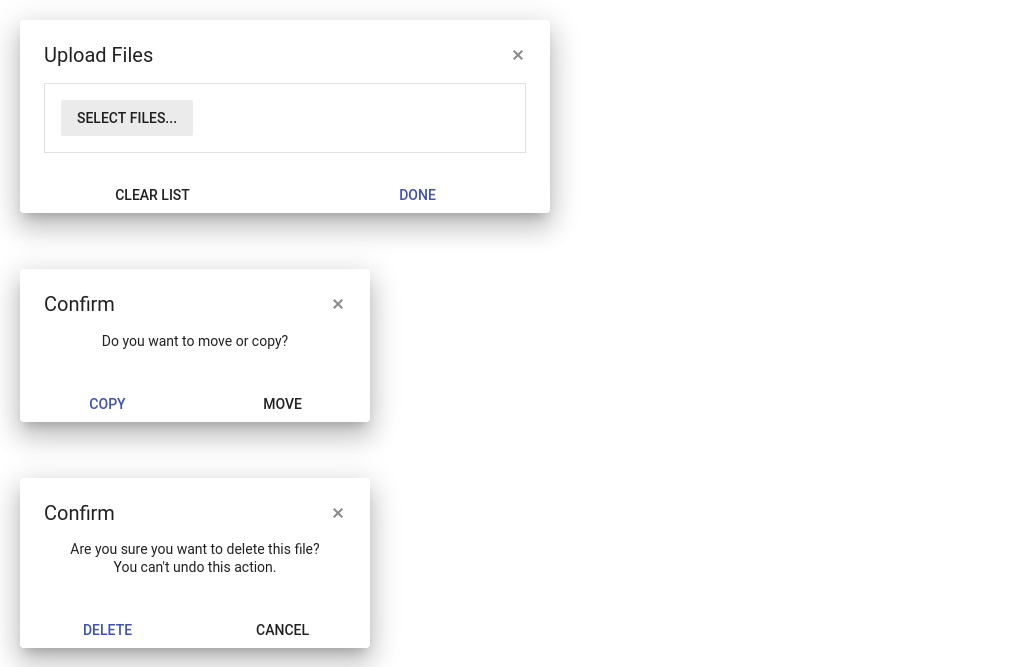 Upload Files
SELECT FILES...
CLEAR LIST DONE
Confirm
Do you want to move or copy?
COPY MOVE
Confirm
Are you sure you want to delete this file?
You can't undo this action.
DELETE CANCEL